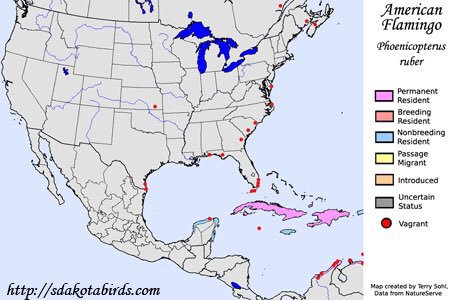 American
Flamingo
Phoenicopterus
ruber
Permanent
Resident
Breeding
Resident
Nonbreeding
Resident
Passage
Migrant
Introduced
Uncertain
Status
Vagrant
Map created by Terry Sohl,
Data from NatureServe
http://sdakotabirds.com